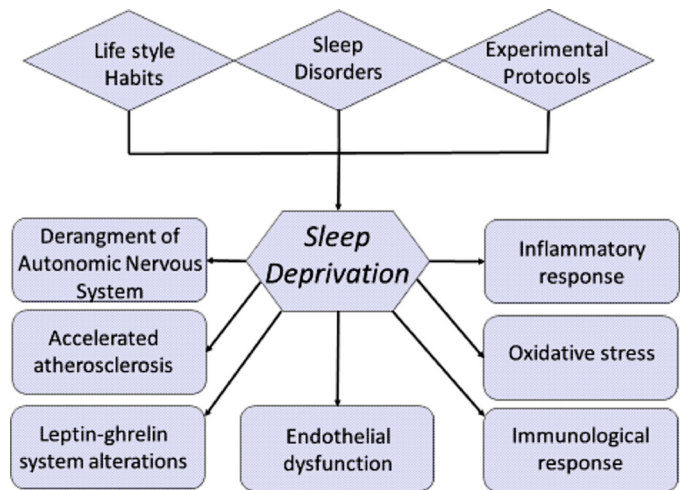 Life style
Habits
Sleep
Disorders
Experimental
Protocols
Sleep
Deprivation
Derangment of
Autonomic Nervous
System
Inflammatory
response
Accelerated
atherosclerosis
Oxidative stress
Leptin-ghrelin
system alterations
Endothelial
dysfunction
Immunological
response